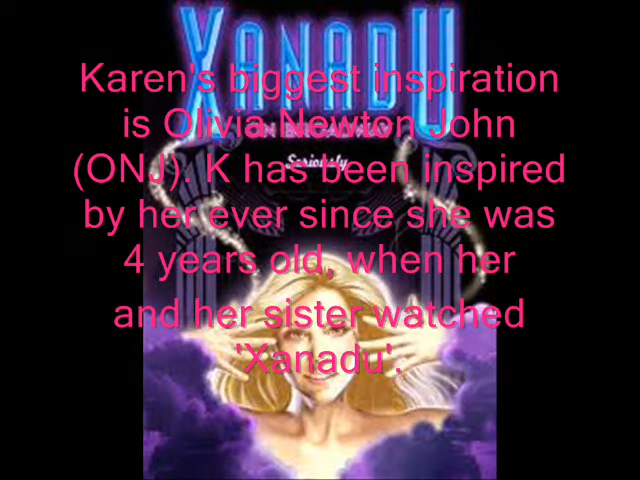 XANADU
Karen's biggest inspiration
is Olivia Newton John
ON BROADWAY
Seriously
(ONJ). K has been inspired
by her ever since she was
4 years old, when her
and her sister watched
'Xanadu'.